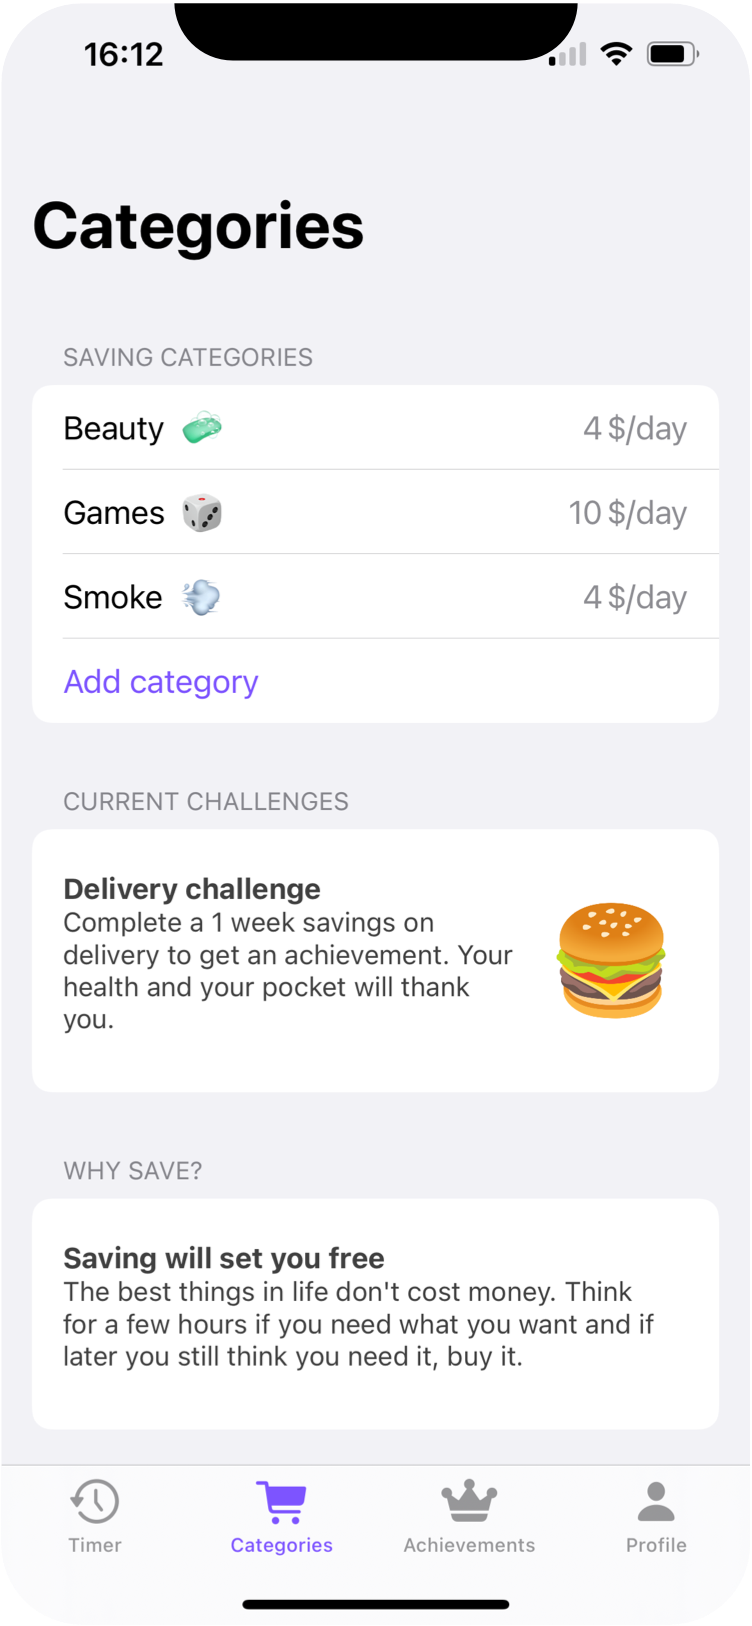 16:12
Categories
SAVING CATEGORIES
Beauty
4 $/day
Games
10 $/day
Smoke
4 $/day
Add category
CURRENT CHALLENGES
Delivery challenge
Complete a 1 week savings on
delivery to get an achievement. Your
health and your pocket will thank
you.
WHY SAVE?
Saving will set you free
The best things in life don't cost money. Think
for a few hours if you need what you want and if
later you still think you need it, buy it.
Timer
Categories
Achievements
Profile